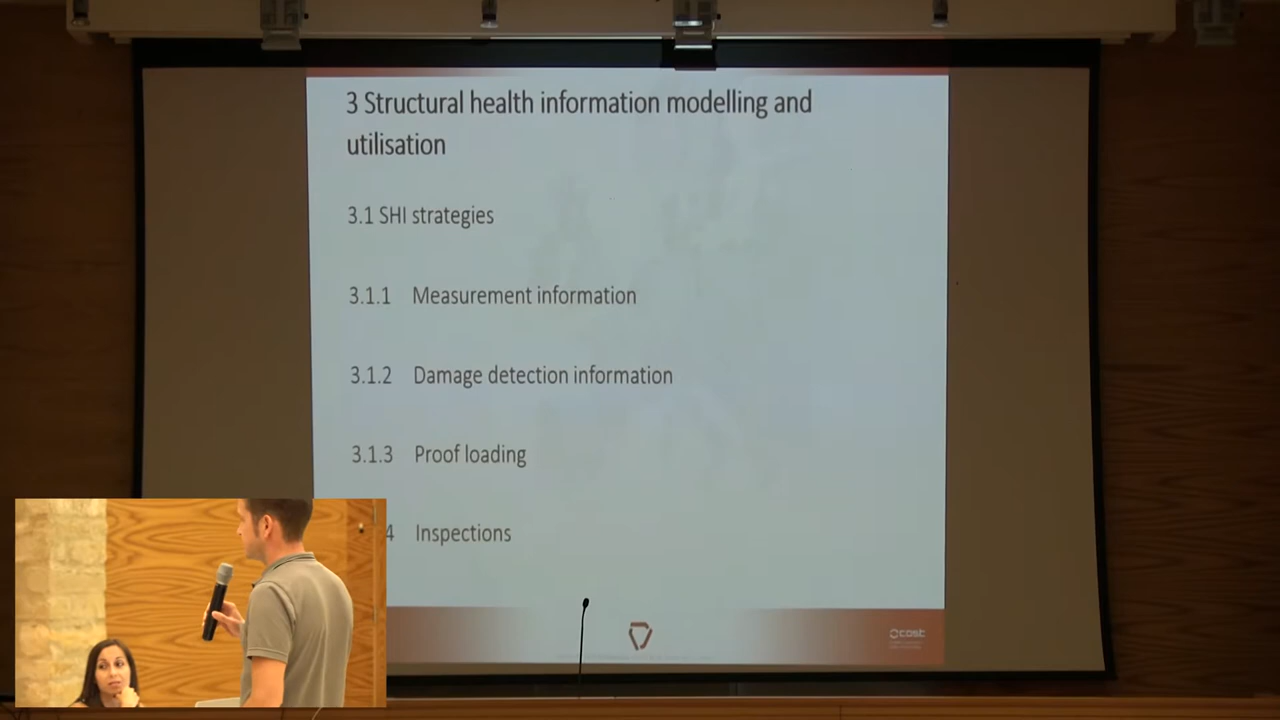 3 Structural health information modelling and
utilisation
3.1 SHI strategies
3.1.1 Measurement information
3.1.2 Damage detection information
3.1.3 Proof loading
4 Inspections
cost